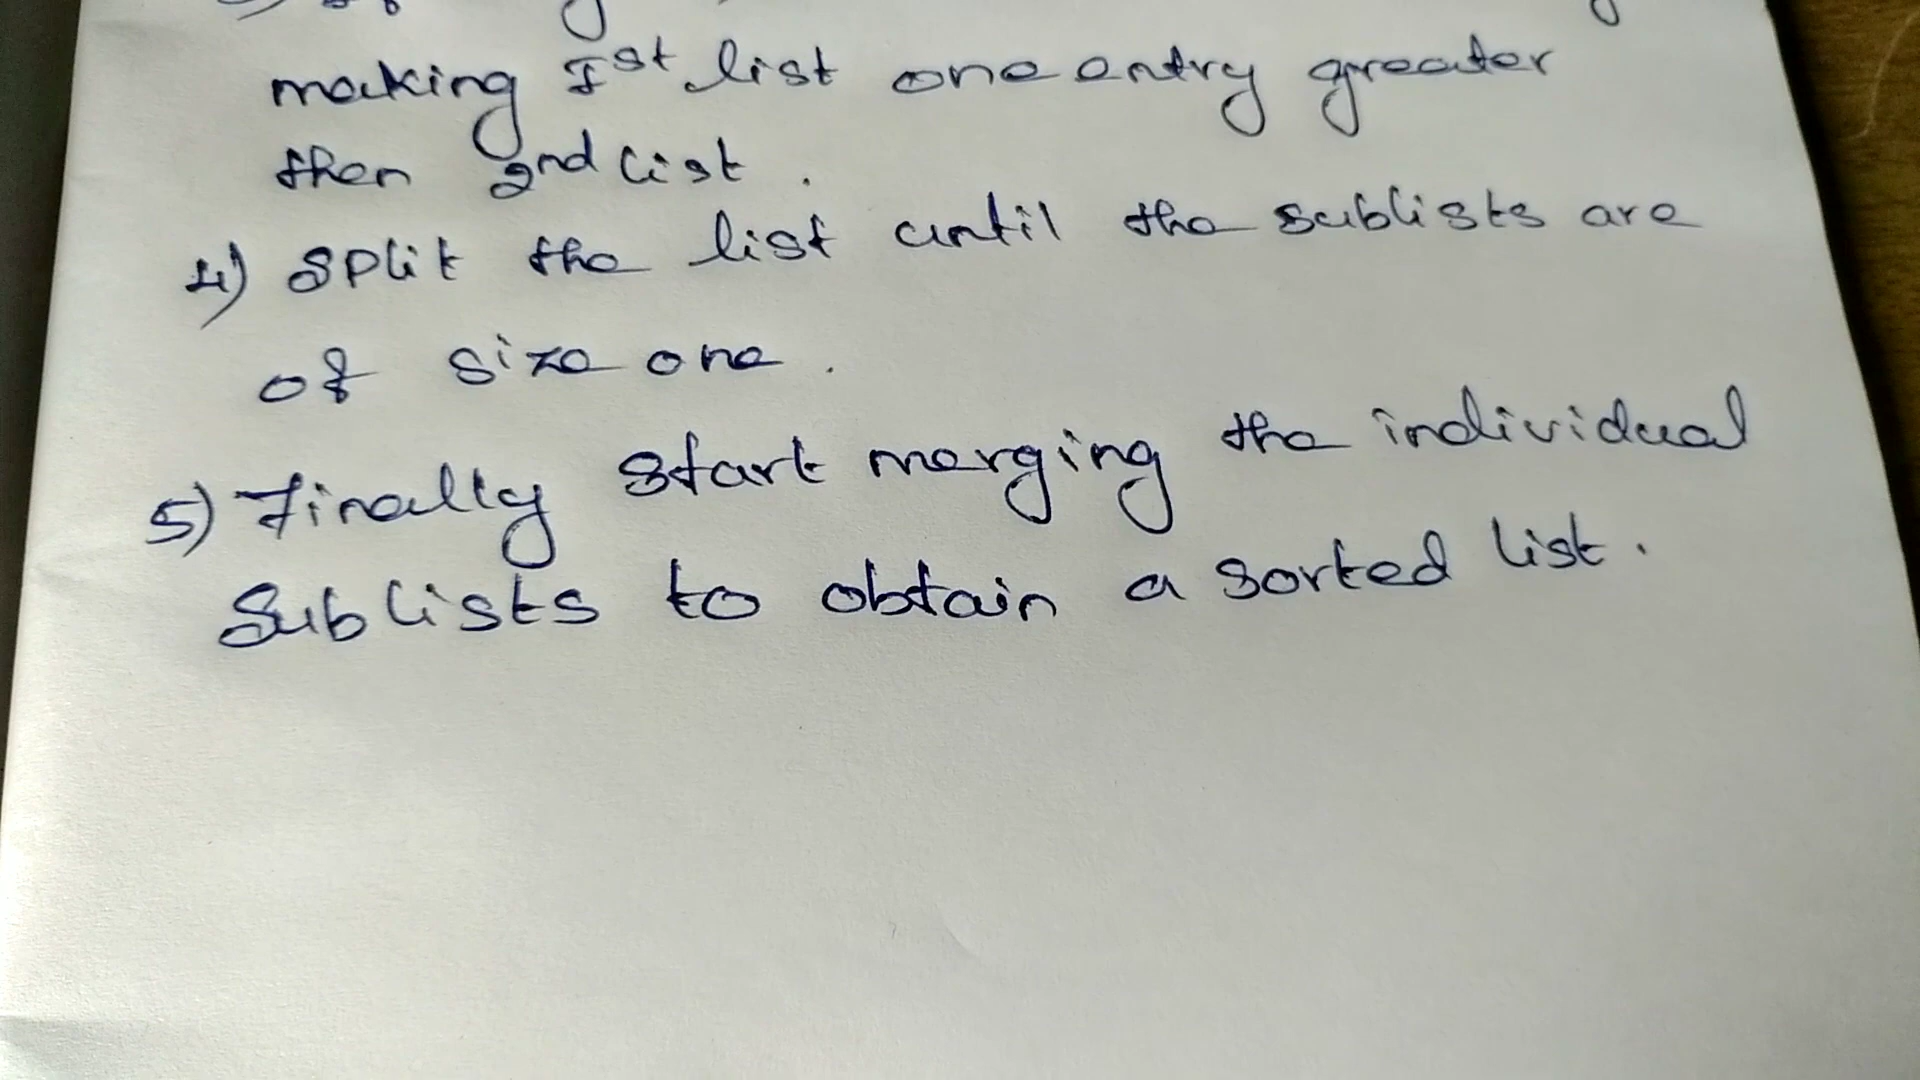 making Ist list one entry greater
then 2nd list.
4) Split the list until the sublists are
of size one.
5) Finally start merging the individual
Sublists to obtain a sorted list.